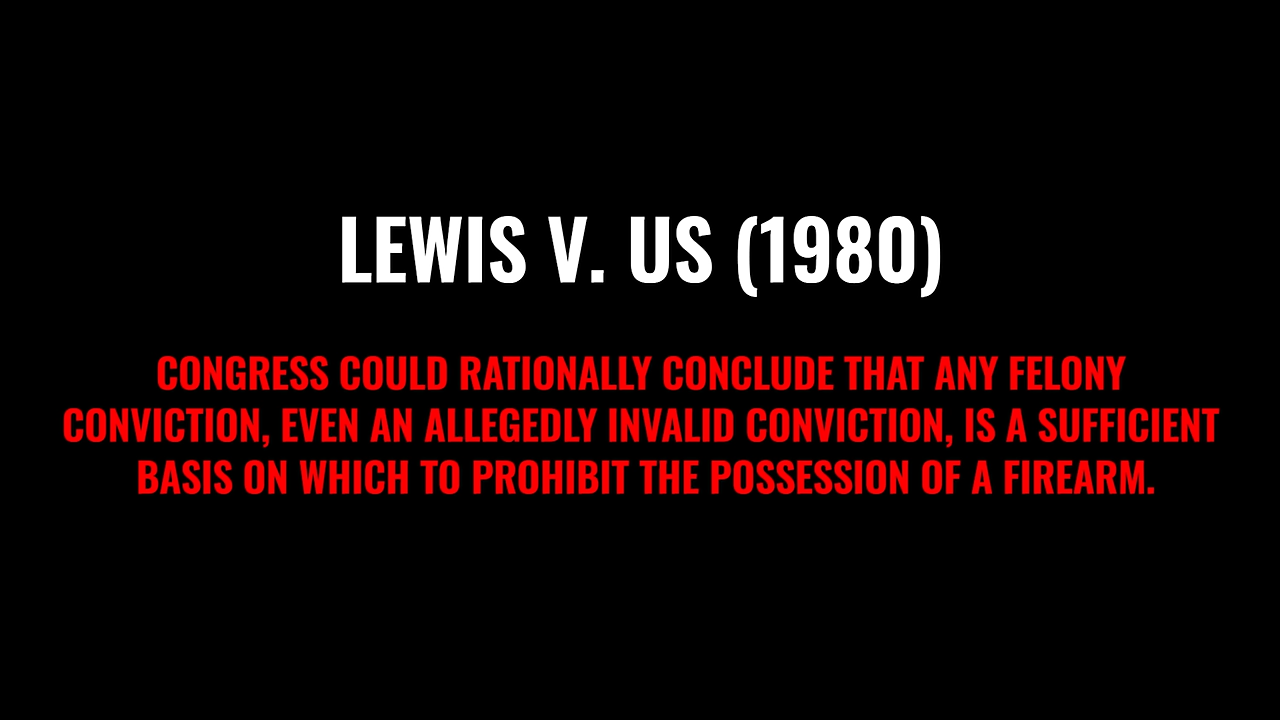 LEWIS V. US (1980)
CONGRESS COULD RATIONALLY CONCLUDE THAT ANY FELONY
CONVICTION, EVEN AN ALLEGEDLY INVALID CONVICTION, IS A SUFFICIENT
BASIS ON WHICH TO PROHIBIT THE POSSESSION OF A FIREARM.